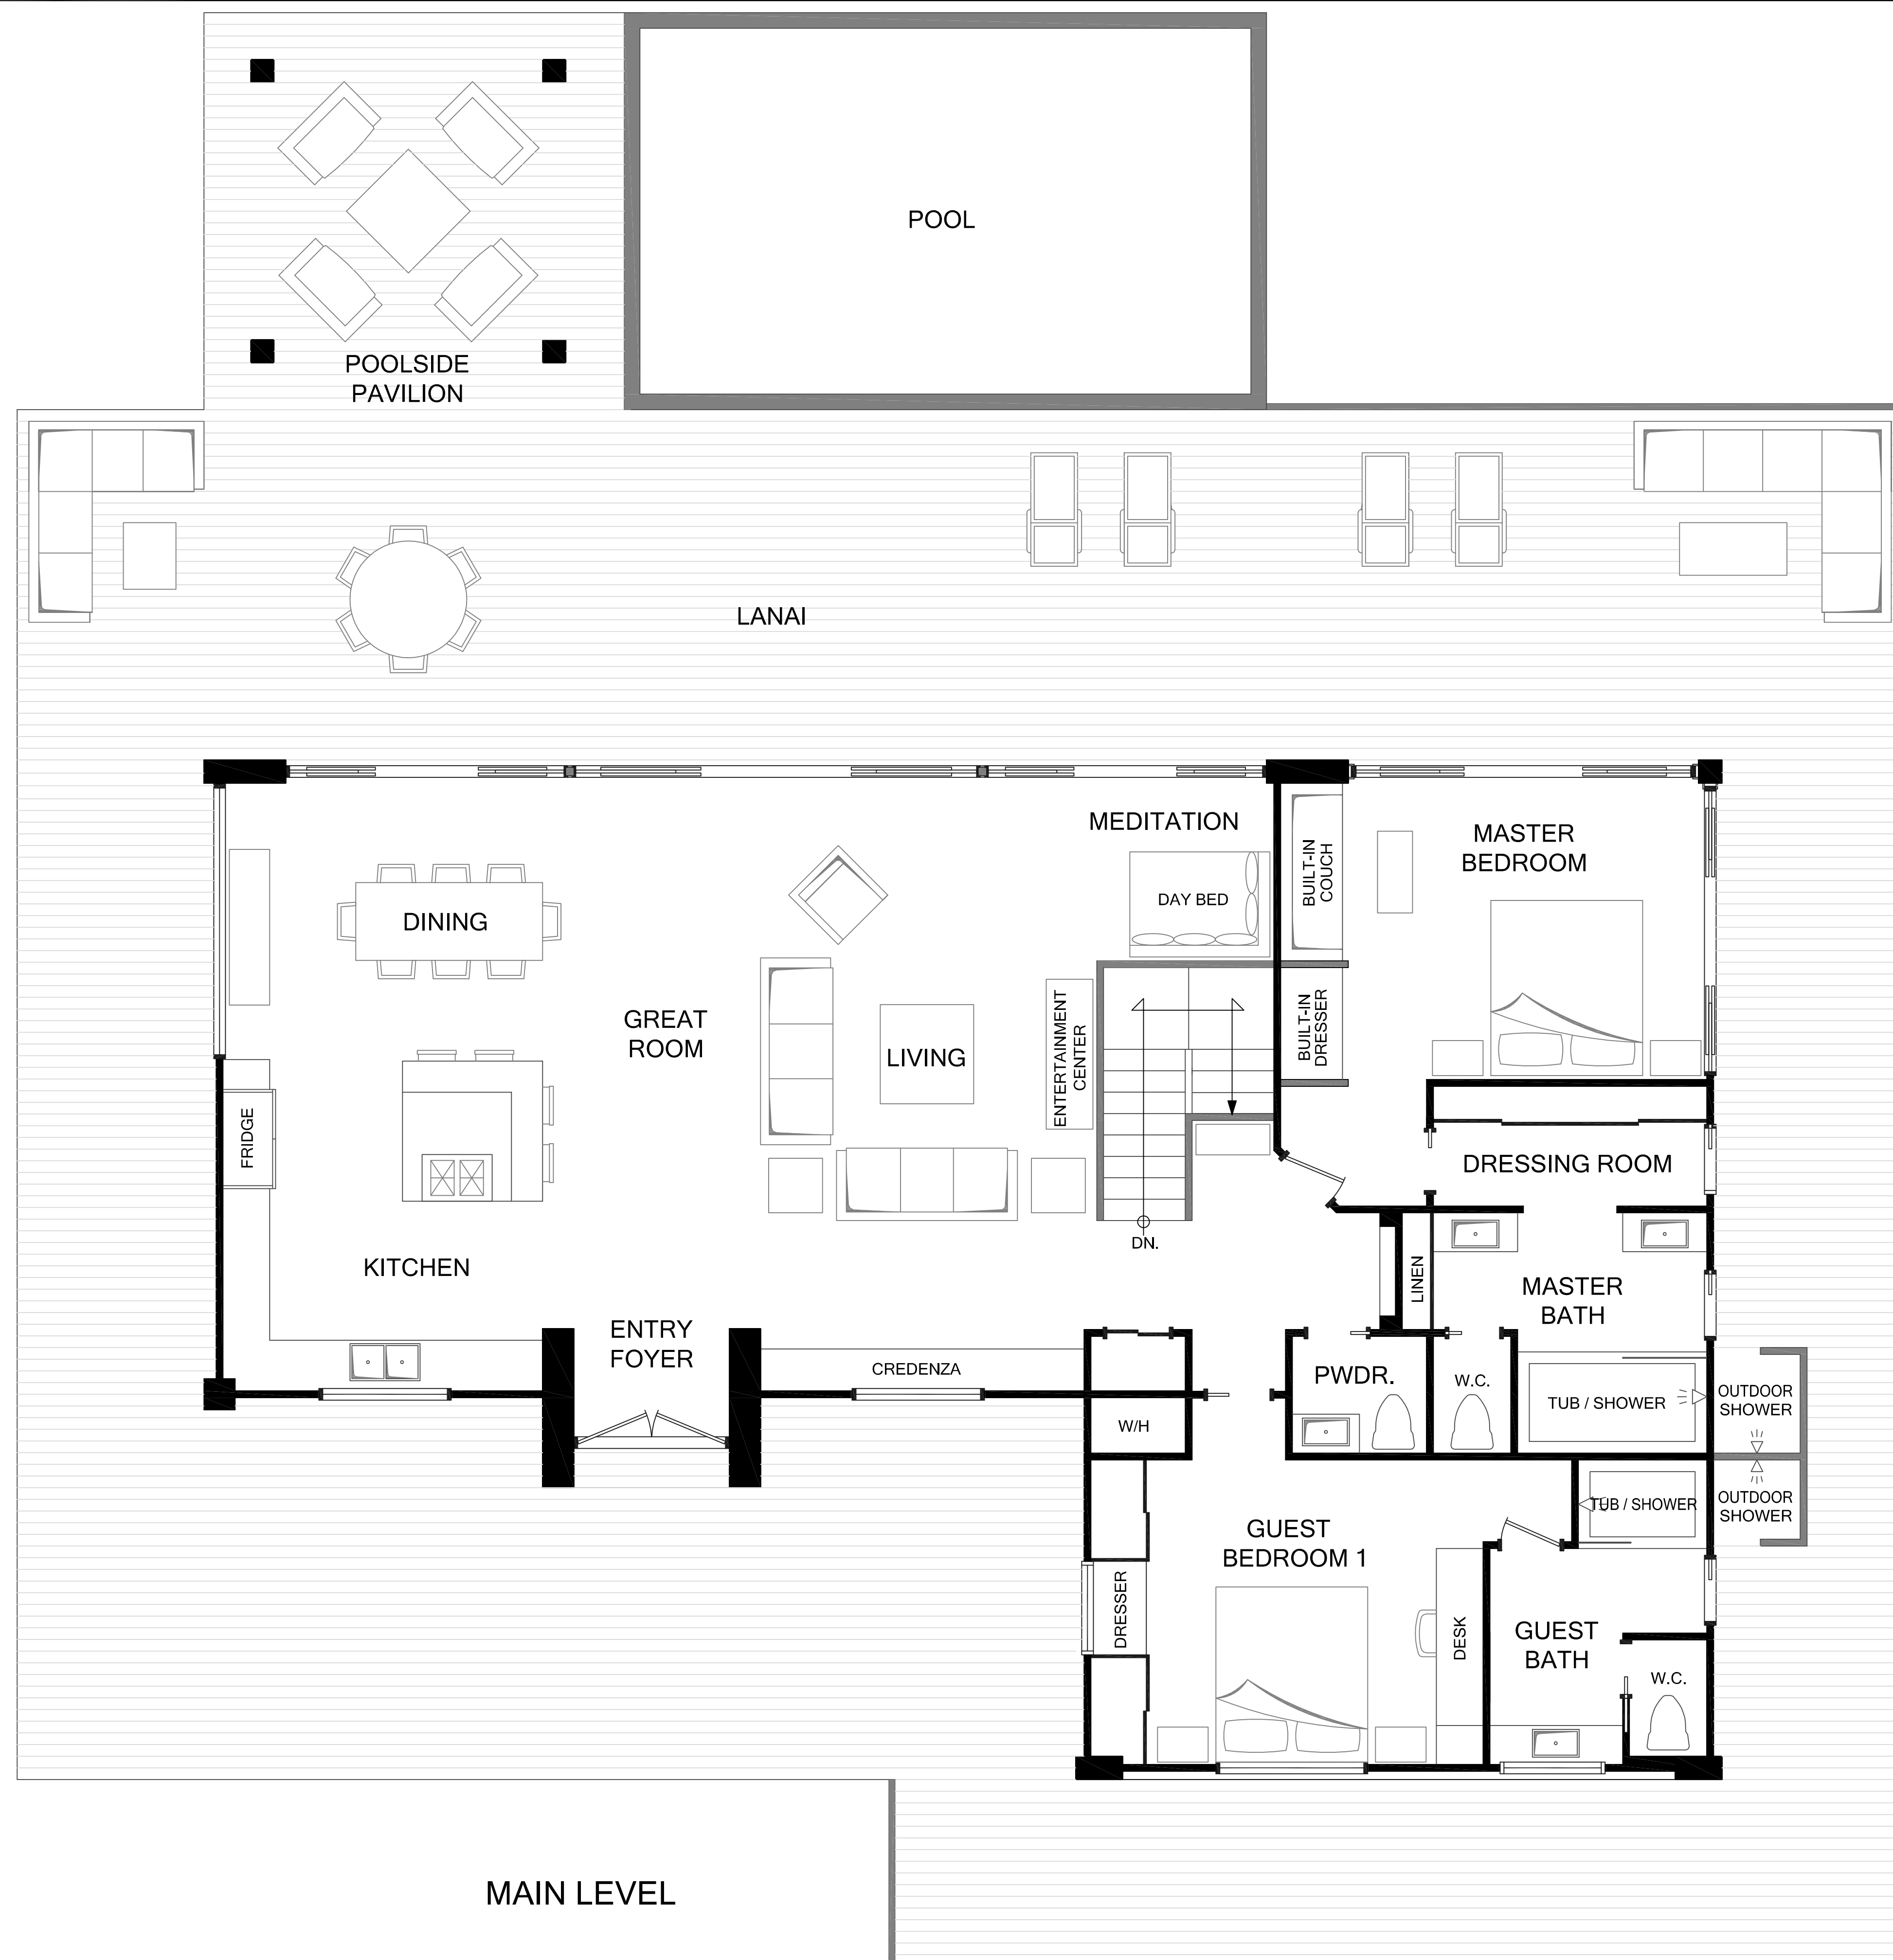 POOL
POOLSIDE
PAVILION
LANAI
MEDITATION
MASTER
BEDROOM
BUILT-IN
COUCH
DAY BED
DINING
GREAT
ROOM
LIVING
ENTERTAINMENT
CENTER
BUILT-IN
DRESSER
FRIDGE
DRESSING ROOM
DN.
KITCHEN
LINEN
MASTER
BATH
ENTRY
FOYER
CREDENZA
PWDR.
W.C.
TUB / SHOWER
OUTDOOR
SHOWER
W/H
TUB / SHOWER
OUTDOOR
SHOWER
GUEST
BEDROOM 1
DRESSER
DESK
GUEST
BATH
W.C.
MAIN LEVEL